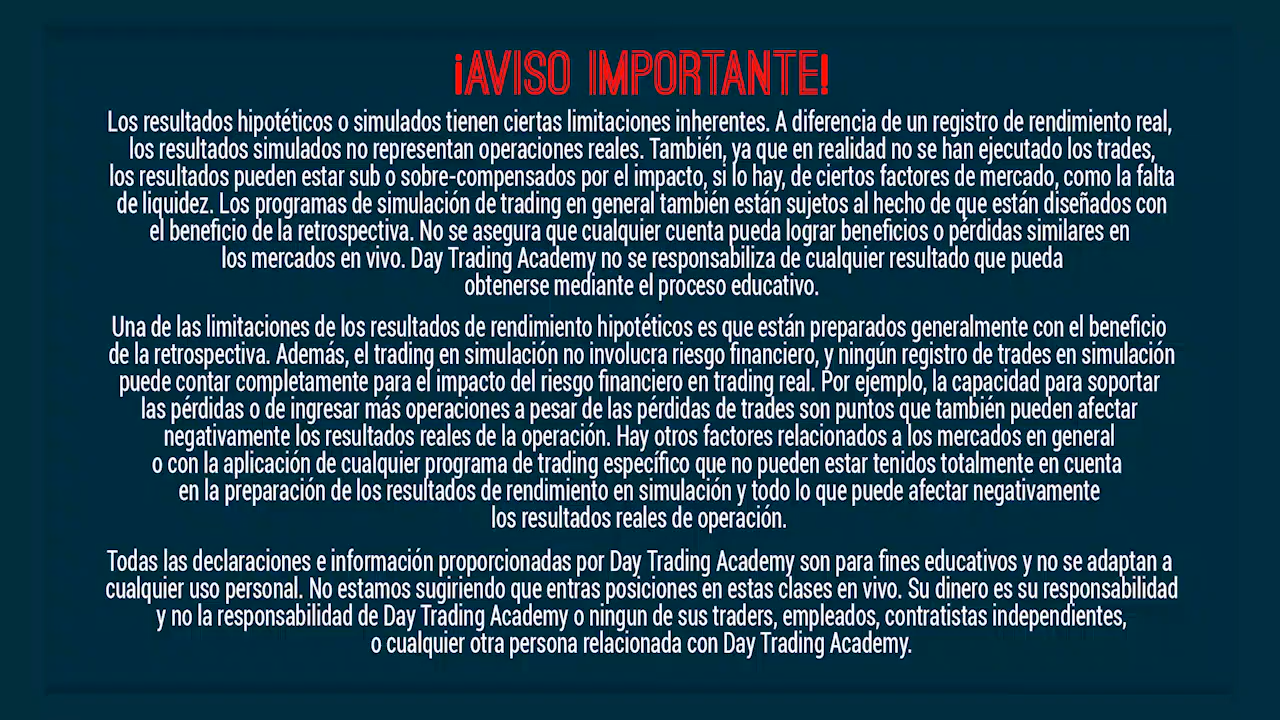 ¡AVISO IMPORTANTE!
Los resultados hipotéticos o simulados tienen ciertas limitaciones inherentes. A diferencia de un registro de rendimiento real,
los resultados simulados no representan operaciones reales. También, ya que en realidad no se han ejecutado los trades,
los resultados pueden estar sub o sobre-compensados por el impacto, si lo hay, de ciertos factores de mercado, como la falta
de liquidez. Los programas de simulación de trading en general también están sujetos al hecho de que están diseñados con
el beneficio de la retrospectiva. No se asegura que cualquier cuenta pueda lograr beneficios o pérdidas similares en
los mercados en vivo. Day Trading Academy no se responsabiliza de cualquier resultado que pueda
obtenerse mediante el proceso educativo.
Una de las limitaciones de los resultados de rendimiento hipotéticos es que están preparados generalmente con el beneficio
de la retrospectiva. Además, el trading en simulación no involucra riesgo financiero, y ningún registro de trades en simulación
puede contar completamente para el impacto del riesgo financiero en trading real. Por ejemplo, la capacidad para soportar
las pérdidas o de ingresar más operaciones a pesar de las pérdidas de trades son puntos que también pueden afectar
negativamente los resultados reales de la operación. Hay otros factores relacionados a los mercados en general
o con la aplicación de cualquier programa de trading específico que no pueden estar tenidos totalmente en cuenta
en la preparación de los resultados de rendimiento en simulación y todo lo que puede afectar negativamente
los resultados reales de operación.
Todas las declaraciones e información proporcionadas por Day Trading Academy son para fines educativos y no se adaptan a
cualquier uso personal. No estamos sugiriendo que entras posiciones en estas clases en vivo. Su dinero es su responsabilidad
y no la responsabilidad de Day Trading Academy o ningun de sus traders, empleados, contratistas independientes,
o cualquier otra persona relacionada con Day Trading Academy.